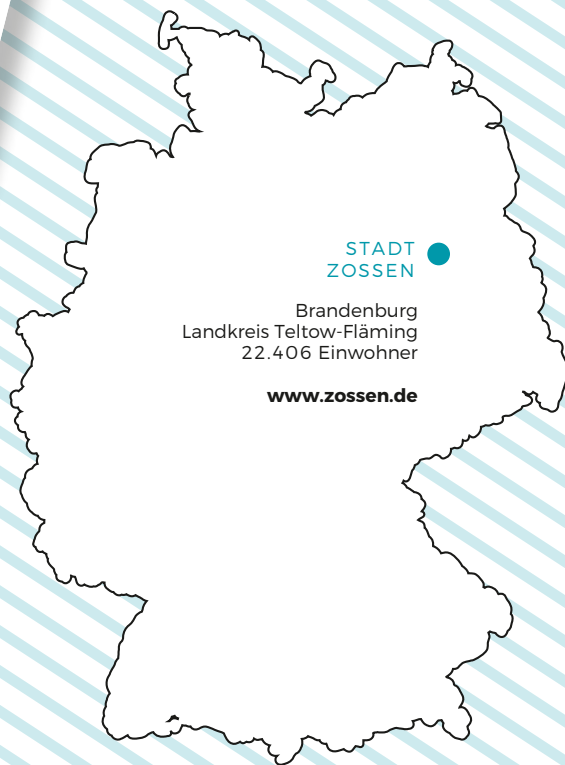 STADT
ZOSSEN
Brandenburg
Landkreis Teltow-Fläming
22.406 Einwohner
www.zossen.de